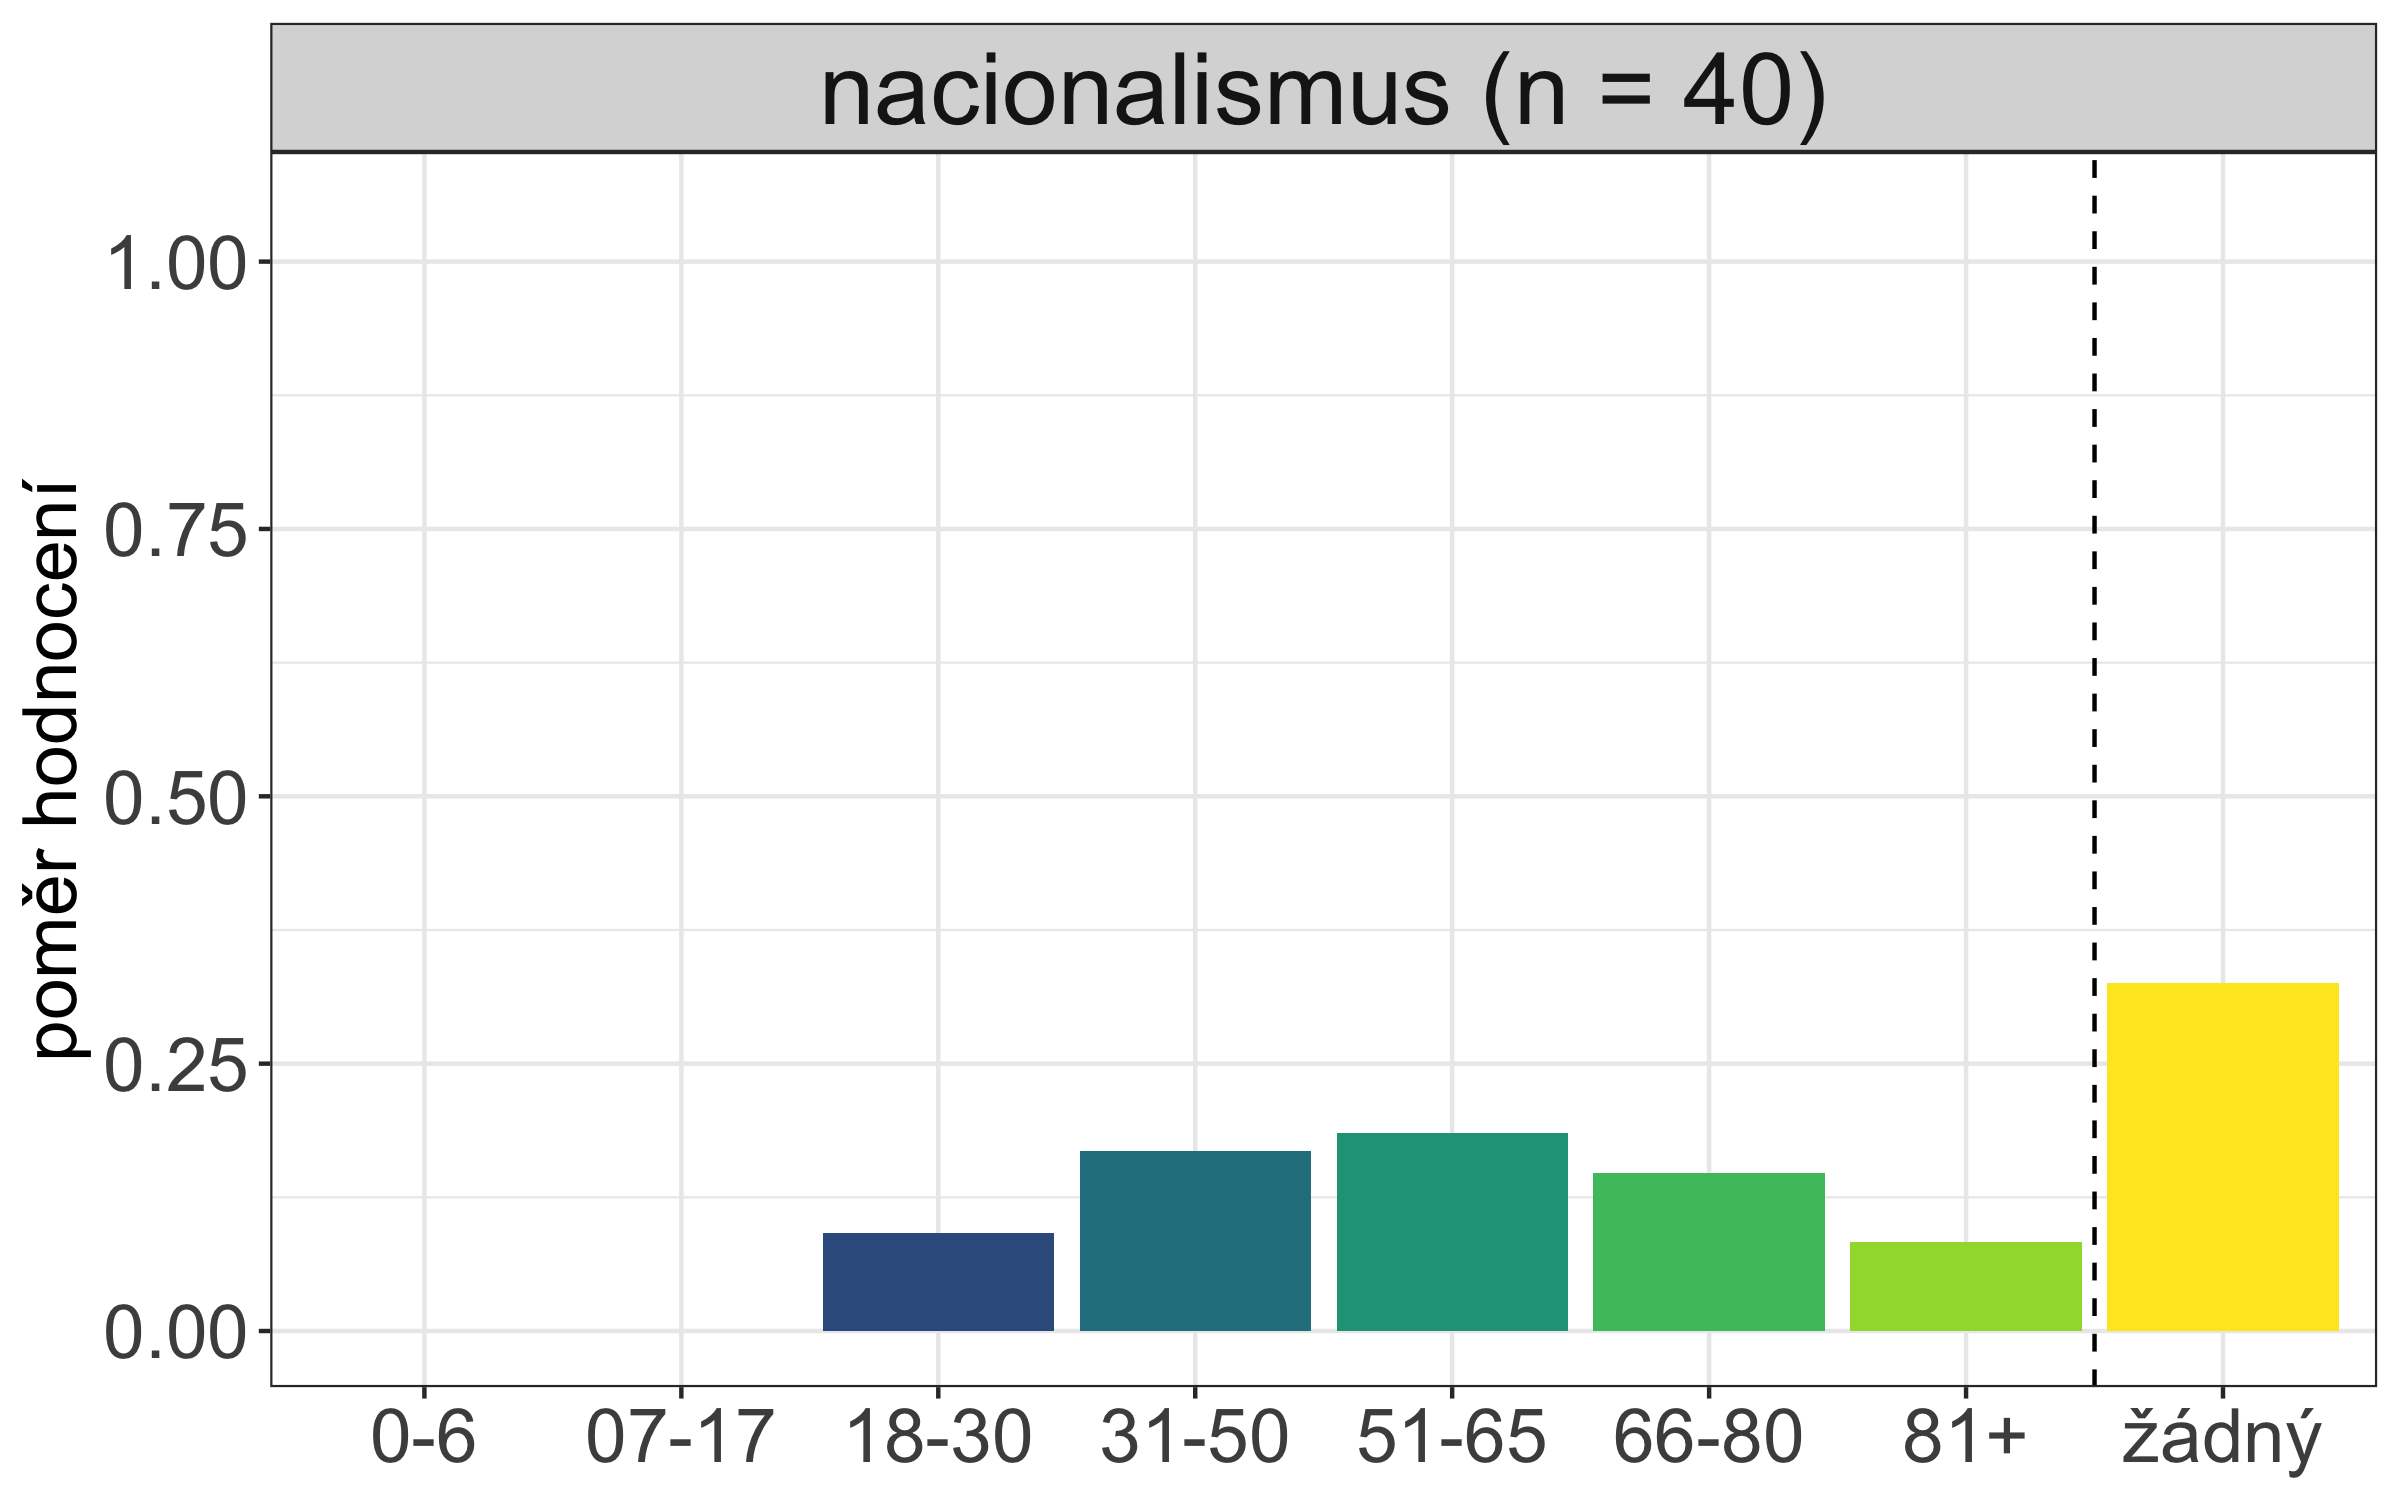 nacionalismus (n = 40)
poměr hodnocení
1.00
0.75
0.50
0.25
0.00
0-6 07-17 18-30 31-50 51-65 66-80 81+ žádný